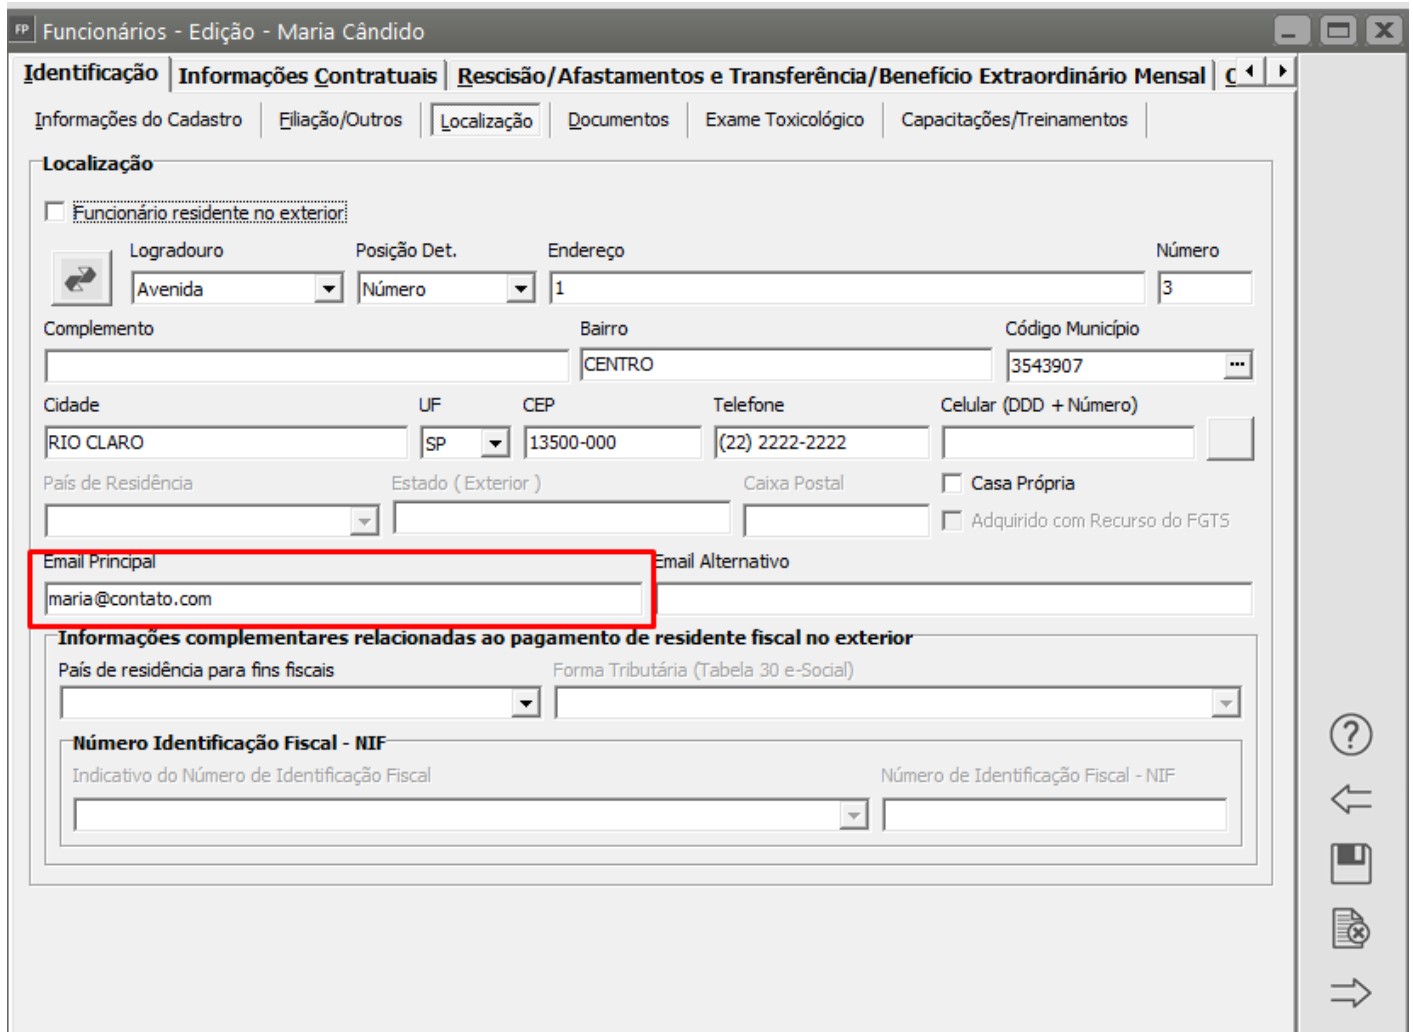 FP Funcionários - Edição - Maria Cândido
Identificação Informações Contratuais Rescisão/Afastamentos e Transferência/Benefício Extraordinário Mensal
Informações do Cadastro Filiação/Outros Localização Documentos Exame Toxicológico Capacitações/Treinamentos
Localização
Funcionário residente no exterior
Logradouro Posição Det. Endereço Número
Avenida Número 1 3
Complemento Bairro Código Município
CENTRO 3543907 ...
Cidade UF CEP Telefone Celular (DDD + Número)
RIO CLARO SP 13500-000 (22) 2222-2222
País de Residência Estado ( Exterior ) Caixa Postal Casa Própria
Adquirido com Recurso do FGTS
Email Principal Email Alternativo
maria@contato.com
Informações complementares relacionadas ao pagamento de residente fiscal no exterior
País de residência para fins fiscais Forma Tributária (Tabela 30 e-Social)
Número Identificação Fiscal - NIF
Indicativo do Número de Identificação Fiscal Número de Identificação Fiscal - NIF